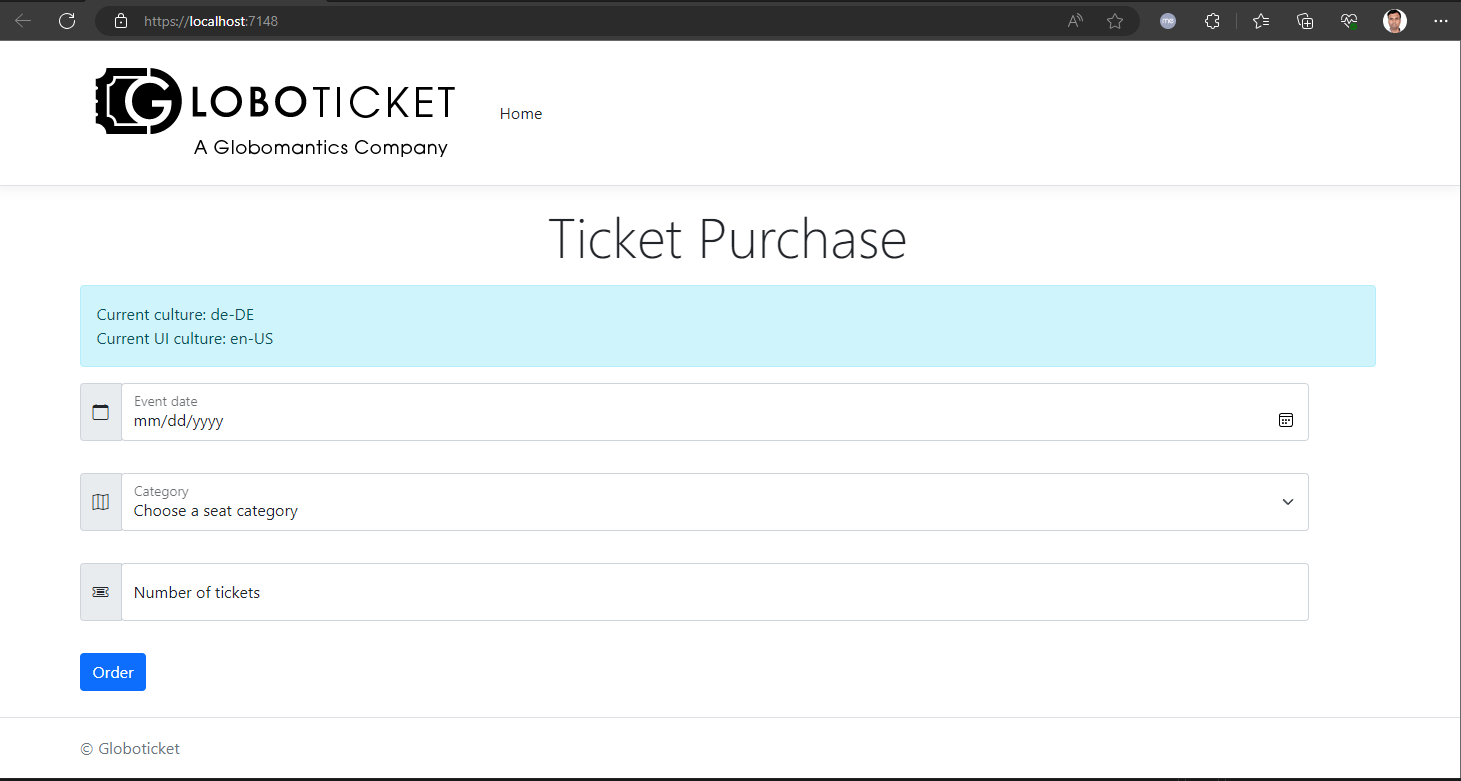 https://localhost:7148
GLOBOTICKET
A Globomantics Company
Home
Ticket Purchase
Current culture: de-DE
Current UI culture: en-US
Event date
mm/dd/yyyy
Category
Choose a seat category
Number of tickets
Order
© Globoticket